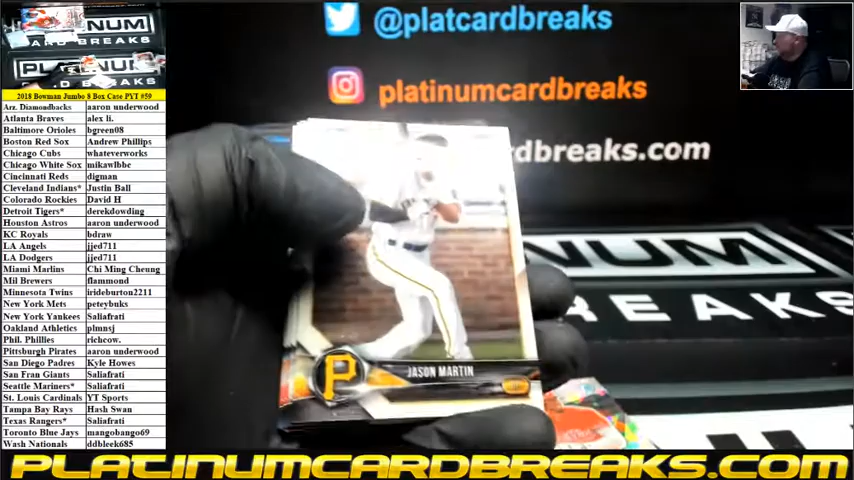 @platcardbreaks
platinumcardbreaks
dbreaks.com
2018 Bowman Jumbo 8 Box Case PYT #59
Arz. Diamondbacks aaron underwood
Atlanta Braves alex li.
Baltimore Orioles bgreen08
Boston Red Sox Andrew Phillips
Chicago Cubs whateverworks
Chicago White Sox mikawlbbc
Cincinnati Reds digman
Cleveland Indians* Justin Ball
Colorado Rockies David H
Detroit Tigers* derekdowding
Houston Astros aaron underwood
KC Royals bdraw
LA Angels jjed711
LA Dodgers jjed711
Miami Marlins Chi Ming Cheung
Mil Brewers flammond
Minnesota Twins irideburton2211
New York Mets peteybuks
New York Yankees Saliafrati
Oakland Athletics plmnsj
Phil. Phillies richcow.
Pittsburgh Pirates aaron underwood
San Diego Padres Kyle Howes
San Fran Giants Saliafrati
Seattle Mariners* Saliafrati
St. Louis Cardinals YT Sports
Tampa Bay Rays Hash Swan
Texas Rangers* Saliafrati
Toronto Blue Jays mangobango69
Wash Nationals ddbleek685
P
JASON MARTIN
NUM
BREAKS
PLATINUMCARDBREAKS.COM